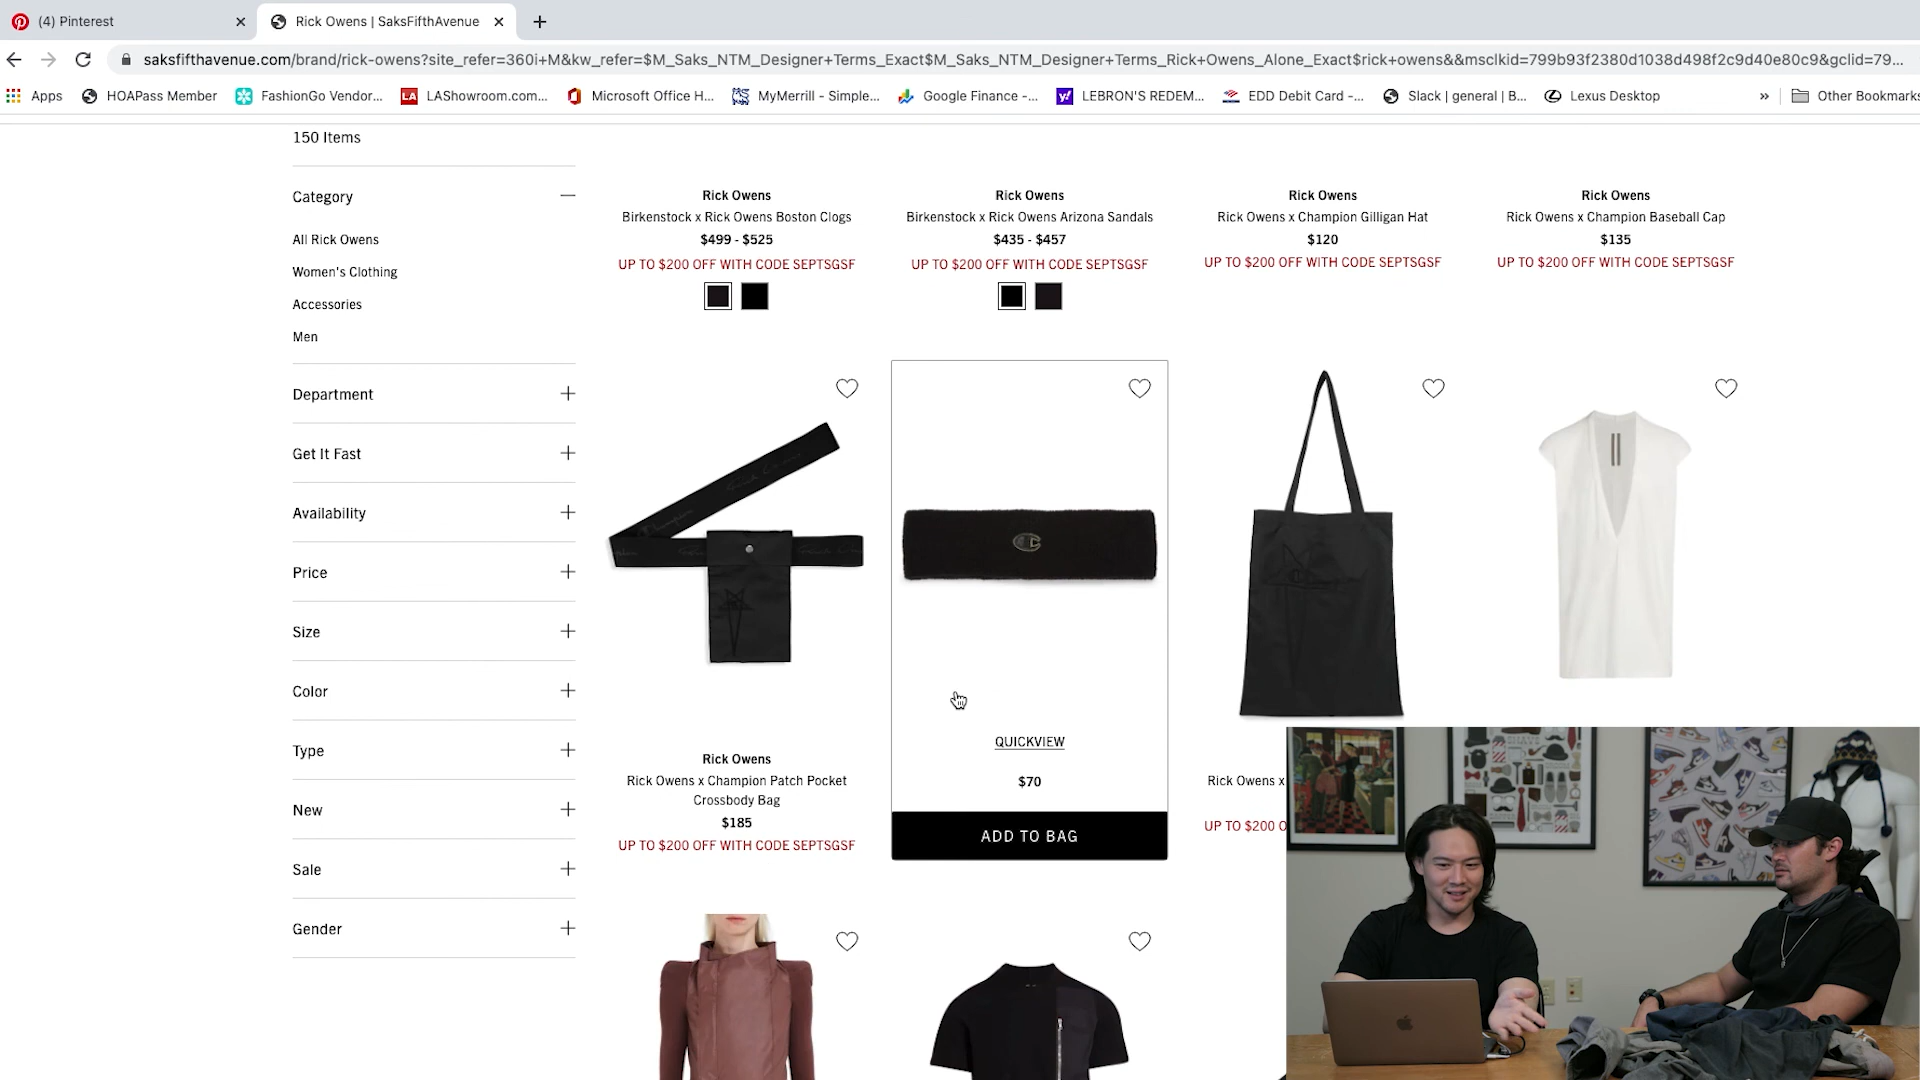 (4) Pinterest
Rick Owens | SaksFifthAvenue
saksfifthavenue.com/brand/rick-owens?site_refer=360i+M&kw_refer=$M_Saks_NTM_Designer+Terms_Exact$M_Saks_NTM_Designer+Terms_Rick+Owens_Alone_Exact$rick+owens&&msclkid=799b93f2380d1038d498f2c9d40e80c9&gclid=79...
Apps
HOAPass Member
FashionGo Vendor...
LAShowroom.com...
Microsoft Office H...
MyMerrill - Simple...
Google Finance -...
LEBRON'S REDEM...
EDD Debit Card -...
Slack | general | B...
Lexus Desktop
»
Other Bookmarks
150 Items
Category
All Rick Owens
Women's Clothing
Accessories
Men
Department
Get It Fast
Availability
Price
Size
Color
Type
New
Sale
Gender
Rick Owens
Birkenstock x Rick Owens Boston Clogs
$499 - $525
UP TO $200 OFF WITH CODE SEPTSGSF
Rick Owens
Birkenstock x Rick Owens Arizona Sandals
$435 - $457
UP TO $200 OFF WITH CODE SEPTSGSF
Rick Owens
Rick Owens x Champion Gilligan Hat
$120
UP TO $200 OFF WITH CODE SEPTSGSF
Rick Owens
Rick Owens x Champion Baseball Cap
$135
UP TO $200 OFF WITH CODE SEPTSGSF
Rick Owens
Rick Owens x Champion Patch Pocket
Crossbody Bag
$185
UP TO $200 OFF WITH CODE SEPTSGSF
QUICKVIEW
$70
ADD TO BAG
Rick Owens x
UP TO $200 O